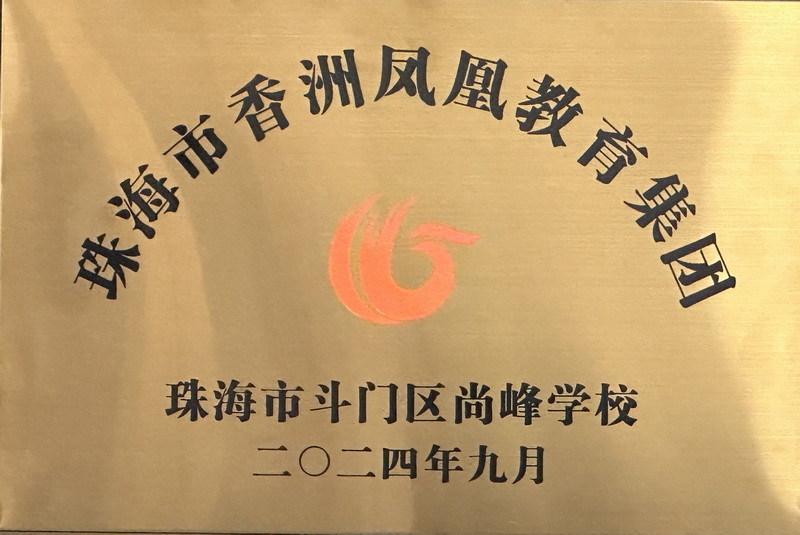 珠海市香洲凤凰教育集团
珠海市斗门区尚峰学校
二〇二四年九月